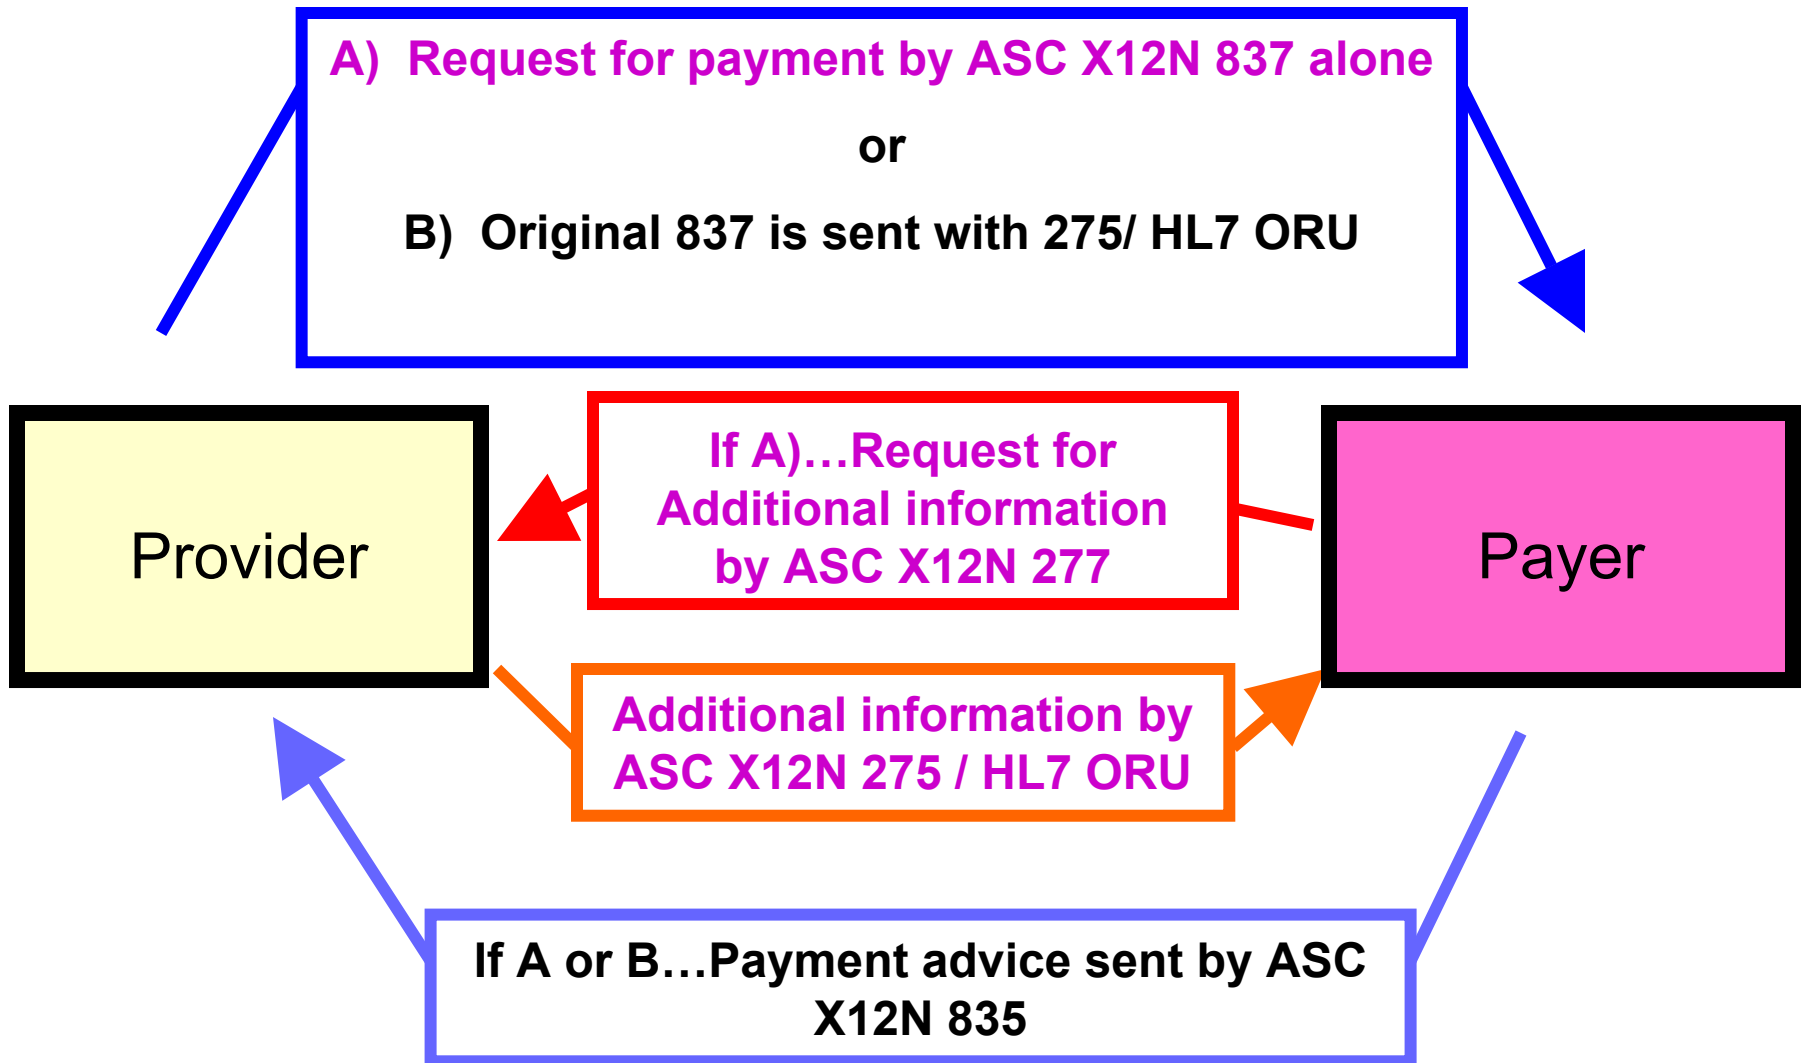 A)  Request for payment by ASC X12N 837 alone
or
B)  Original 837 is sent with 275/ HL7 ORU
If A)…Request for
Additional information
by ASC X12N 277
Provider
Payer
Additional information by
ASC X12N 275 / HL7 ORU
If A or B…Payment advice sent by ASC
X12N 835